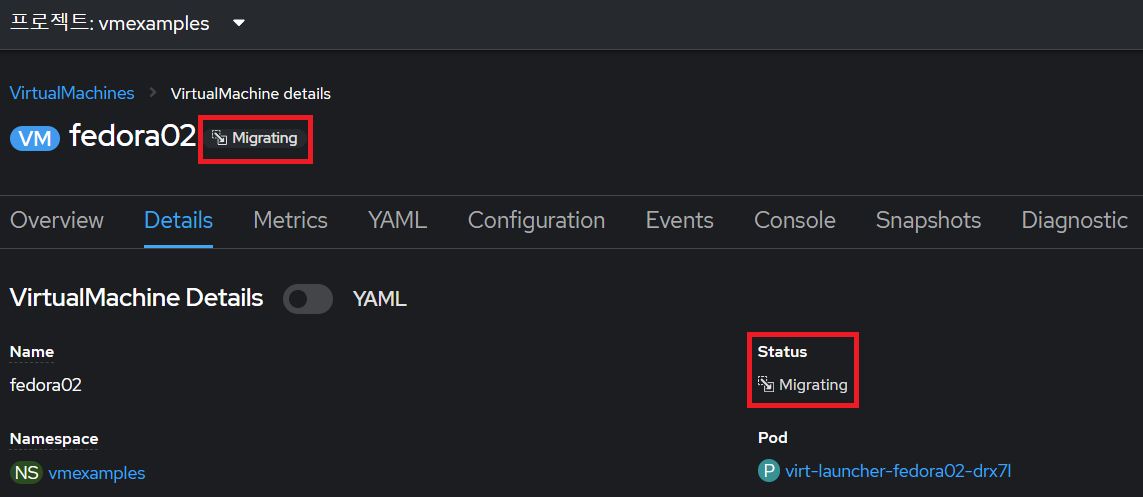 프로젝트: vmexamples
VirtualMachines VirtualMachine details
VM fedora02 Migrating
Overview Details Metrics YAML Configuration Events Console Snapshots Diagnostic
VirtualMachine Details YAML
Name Status
fedora02 Migrating
Namespace Pod
NS vmexamples P virt-launcher-fedora02-drx7l